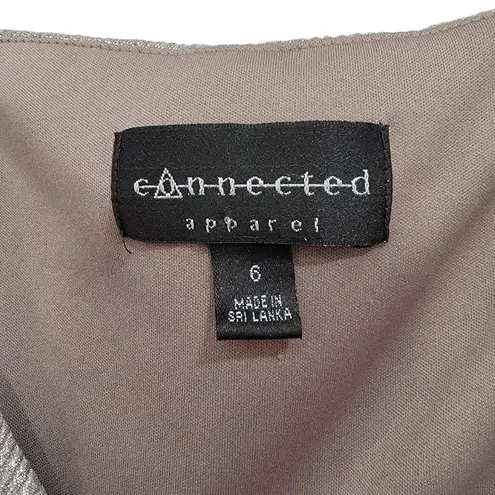 connected
apparel
6
MADE IN
SRI LANKA